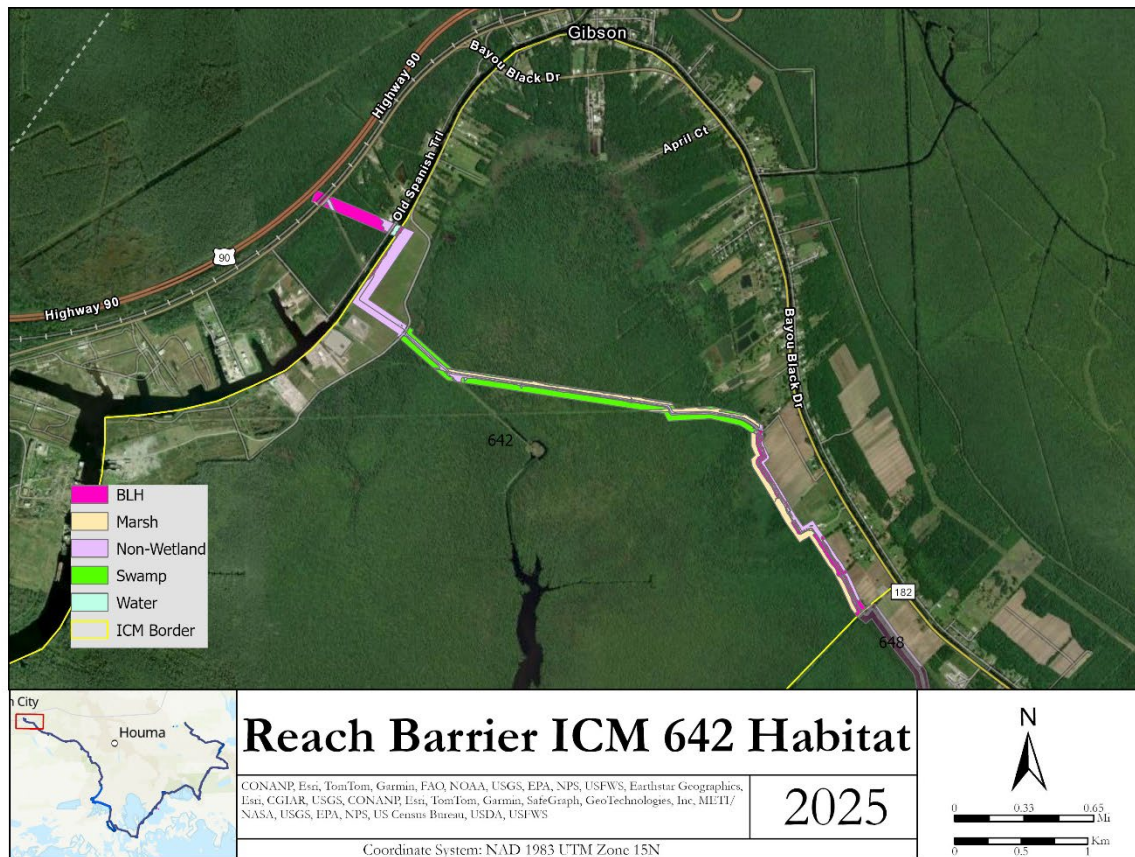 Gibson
Bayou Black Dr
Highway 90
Old Spanish Trl
April Ct
90
Highway 90
Bayou Black Dr
642
182
648
BLH
Marsh
Non-Wetland
Swamp
Water
ICM Border
n City
Houma
Reach Barrier ICM 642 Habitat
CONANP, Esri, TomTom, Garmin, FAO, NOAA, USGS, EPA, NPS, USFWS, Earthstar Geographics,
Esri, CGIAR, USGS, CONANP, Esri, TomTom, Garmin, SafeGraph, GeoTechnologies, Inc, METI/
NASA, USGS, EPA, NPS, US Census Bureau, USDA, USFWS
2025
Coordinate System: NAD 1983 UTM Zone 15N
N
0 0.33 0.65
Mi
Km
0 0.5 1